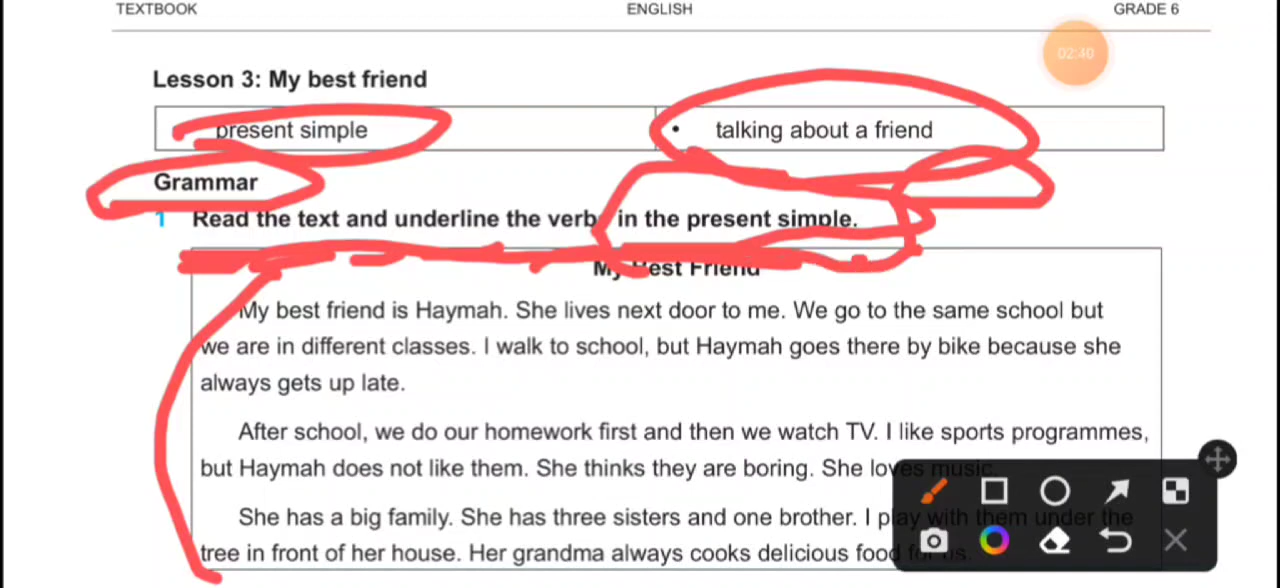 TEXTBOOK ENGLISH GRADE 6
02:40
Lesson 3: My best friend
present simple • talking about a friend
Grammar
1 Read the text and underline the verbs in the present simple.
My Best Friend
My best friend is Haymah. She lives next door to me. We go to the same school but
we are in different classes. I walk to school, but Haymah goes there by bike because she
always gets up late.
After school, we do our homework first and then we watch TV. I like sports programmes,
but Haymah does not like them. She thinks they are boring. She loves music.
She has a big family. She has three sisters and one brother. I play with them under the
tree in front of her house. Her grandma always cooks delicious food for us.